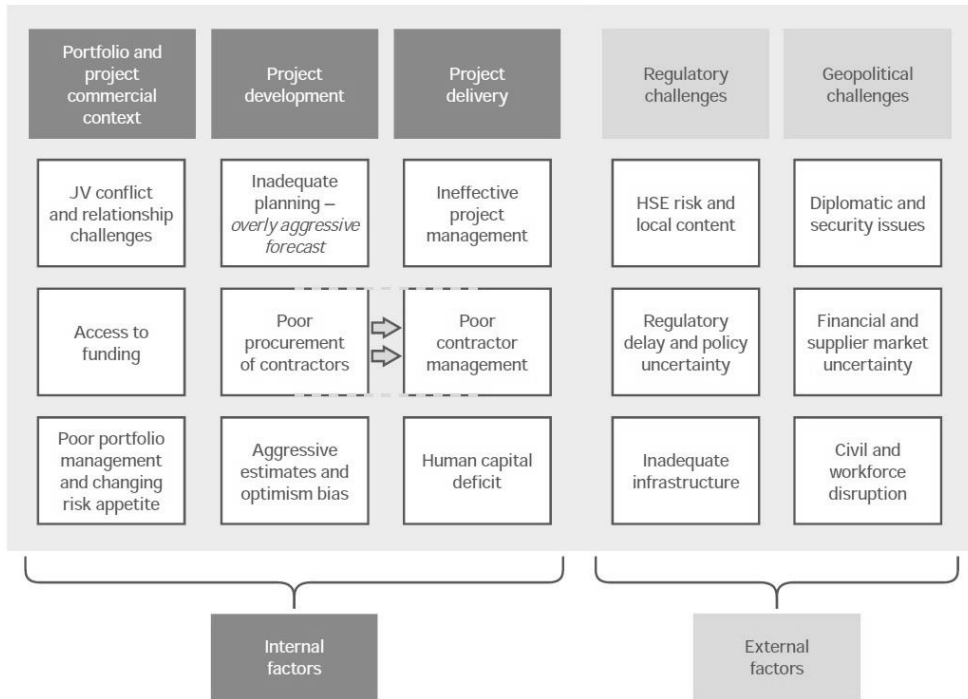 Portfolio and
project
commercial
context
Project
development
Project
delivery
Regulatory
challenges
Geopolitical
challenges
JV conflict
and relationship
challenges
Inadequate
planning –
overly aggressive
forecast
Ineffective
project
management
HSE risk and
local content
Diplomatic and
security issues
Access to
funding
Poor
procurement
of contractors
Poor
contractor
management
Regulatory
delay and policy
uncertainty
Financial and
supplier market
uncertainty
Poor portfolio
management
and changing
risk appetite
Aggressive
estimates and
optimism bias
Human capital
deficit
Inadequate
infrastructure
Civil and
workforce
disruption
Internal
factors
External
factors